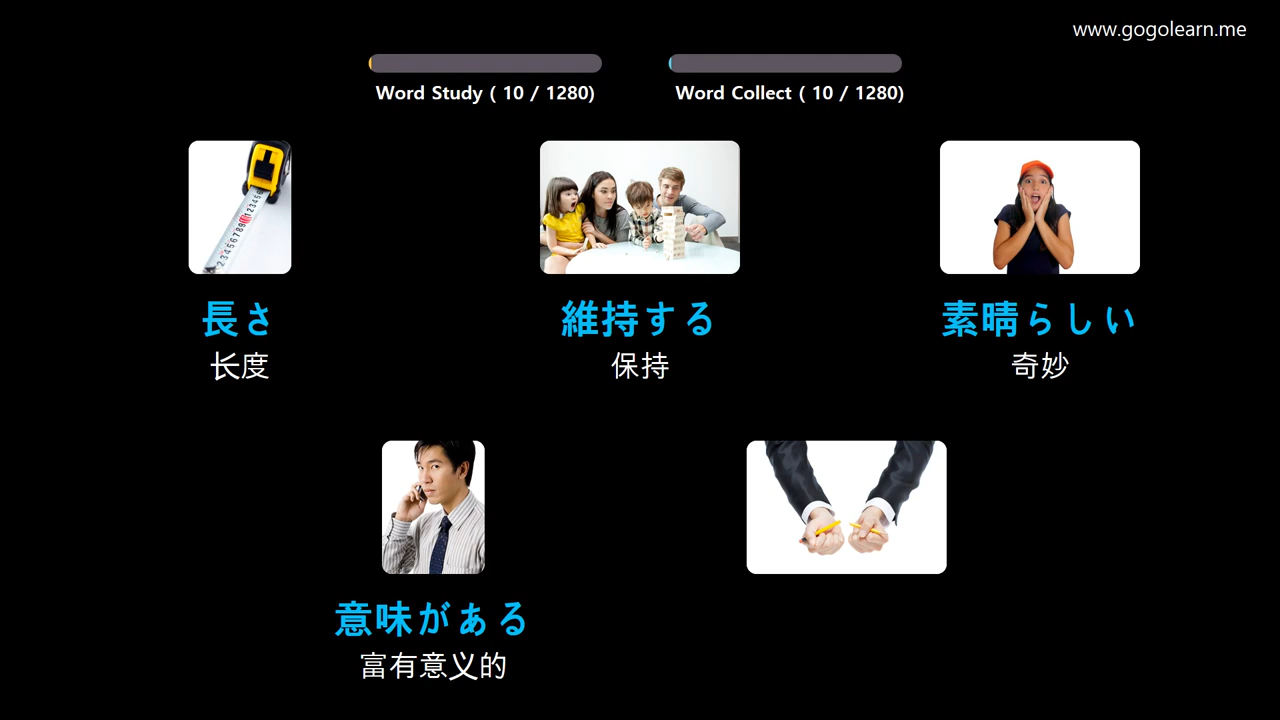 www.gogolearn.me
Word Study ( 10 / 1280)
Word Collect ( 10 / 1280)
長さ
长度
維持する
保持
素晴らしい
奇妙
意味がある
富有意义的